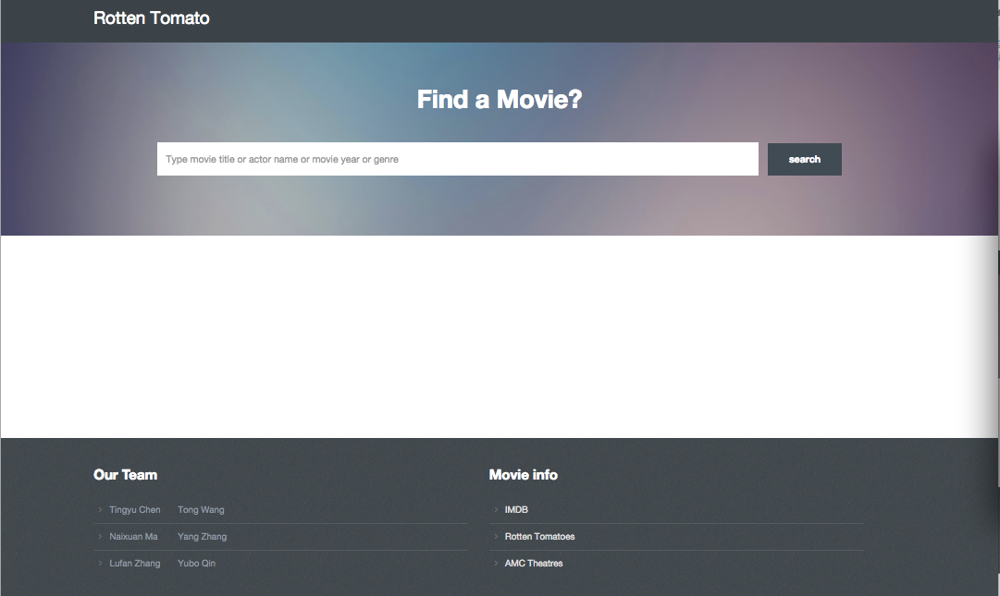 Rotten Tomato
Find a Movie?
Type movie title or actor name or movie year or genre
search
Our Team
Tingyu Chen Tong Wang
Naixuan Ma Yang Zhang
Lufan Zhang Yubo Qin
Movie info
IMDB
Rotten Tomatoes
AMC Theatres